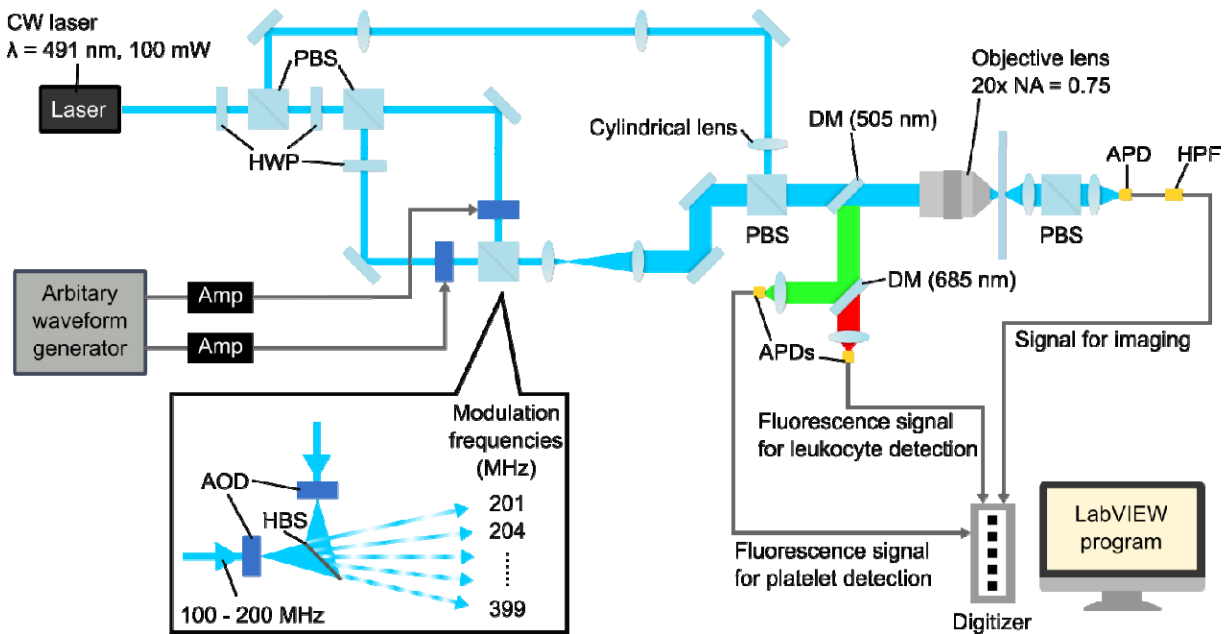 CW laser
λ = 491 nm, 100 mW
Laser
PBS
HWP
Cylindrical lens
DM (505 nm)
Objective lens
20x NA = 0.75
APD
HPF
PBS
PBS
DM (685 nm)
APDs
Signal for imaging
Arbitary
waveform
generator
Amp
Amp
Fluorescence signal
for leukocyte detection
Modulation
frequencies
(MHz)
AOD
HBS
201
204
399
100 - 200 MHz
Fluorescence signal
for platelet detection
Digitizer
LabVIEW
program